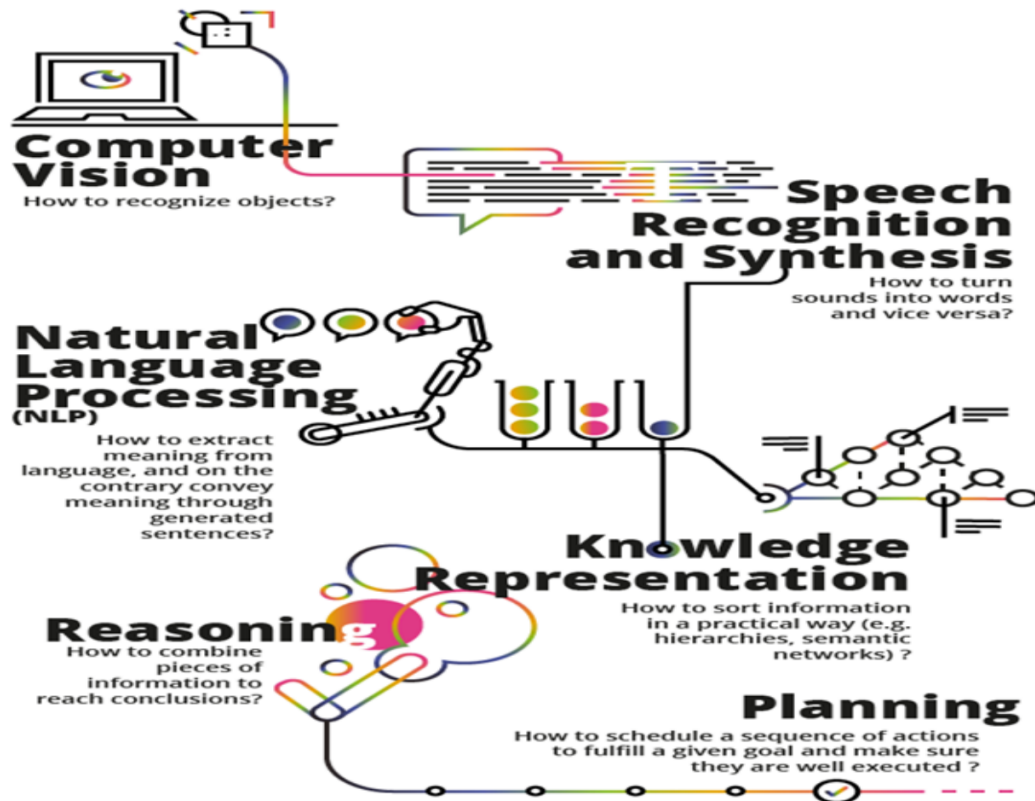 Computer
Vision
How to recognize objects?
Speech
Recognition
and Synthesis
How to turn
sounds into words
and vice versa?
Natural
Language
Processing
(NLP)
How to extract
meaning from
language, and on the
contrary convey
meaning through
generated
sentences?
Knowledge
Representation
How to sort information
in a practical way (e.g.
hierarchies, semantic
networks) ?
Reasoning
How to combine
pieces of
information to
reach conclusions?
Planning
How to schedule a sequence of actions
to fulfill a given goal and make sure
they are well executed ?